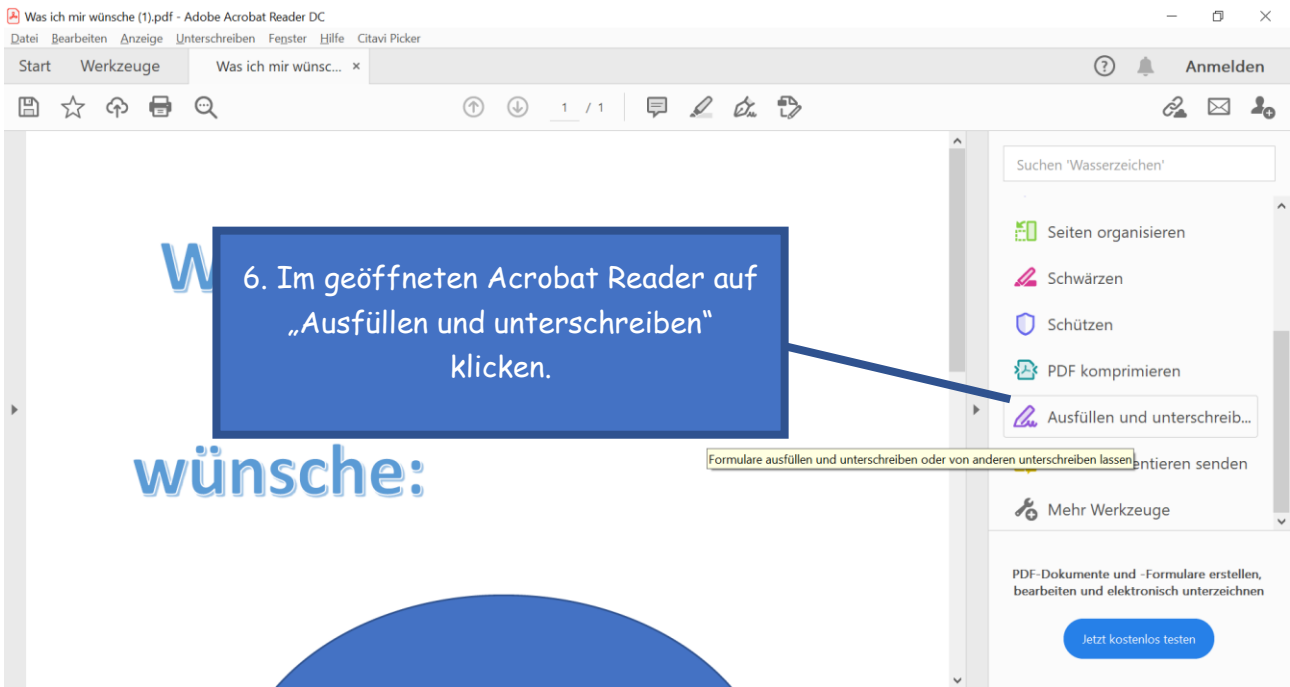 Was ich mir wünsche (1).pdf - Adobe Acrobat Reader DC
Datei Bearbeiten Anzeige Unterschreiben Fenster Hilfe Citavi Picker
Start Werkzeuge Was ich mir wünsc... × Anmelden
1 / 1
Suchen 'Wasserzeichen'
W
6. Im geöffneten Acrobat Reader auf
„Ausfüllen und unterschreiben“
klicken.
wünsche:
Seiten organisieren
Schwärzen
Schützen
PDF komprimieren
Ausfüllen und unterschreib...
Formulare ausfüllen und unterschreiben oder von anderen unterschreiben lassen
entieren senden
Mehr Werkzeuge
PDF-Dokumente und -Formulare erstellen,
bearbeiten und elektronisch unterzeichnen
Jetzt kostenlos testen